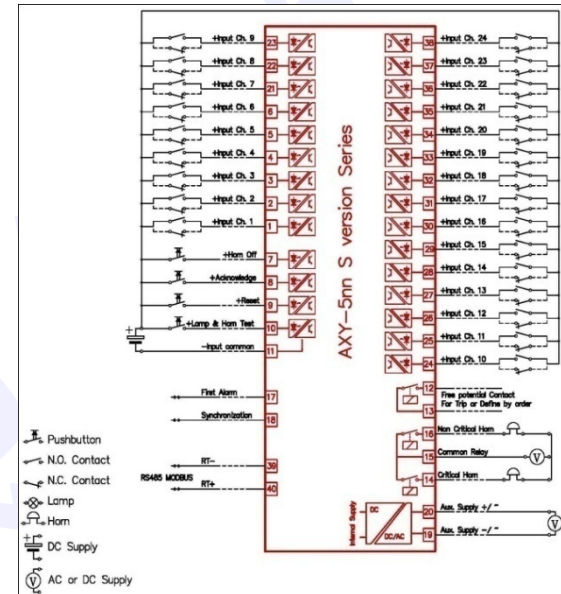 +Input Ch. 9
23
+Input Ch. 8
22
+Input Ch. 7
21
+Input Ch. 6
6
+Input Ch. 5
5
+Input Ch. 4
4
+Input Ch. 3
3
+Input Ch. 2
2
+Input Ch. 1
1
+Horn Off
7
+Acknowledge
8
+Reset
9
+Lamp & Horn Test
10
-Input common
11
First Alarm
17
Synchronization
18
RT-
39
RS485 MODBUS
RT+
40
AXY-5nn S version Series
38
+Input Ch. 24
37
+Input Ch. 23
36
+Input Ch. 22
35
+Input Ch. 21
34
+Input Ch. 20
33
+Input Ch. 19
32
+Input Ch. 18
31
+Input Ch. 17
30
+Input Ch. 16
29
+Input Ch. 15
28
+Input Ch. 14
27
+Input Ch. 13
26
+Input Ch. 12
25
+Input Ch. 11
24
+Input Ch. 10
12
Free potential Contact
For Trip or Define by order
13
16
Non Critical Horn
15
Common Relay
V
14
Critical Horn
Internal Supply
DC
DC/AC
20
Aux. Supply +/~
V
19
Aux. Supply -/~
Pushbutton
N.O. Contact
N.C. Contact
Lamp
Horn
DC Supply
V
AC or DC Supply